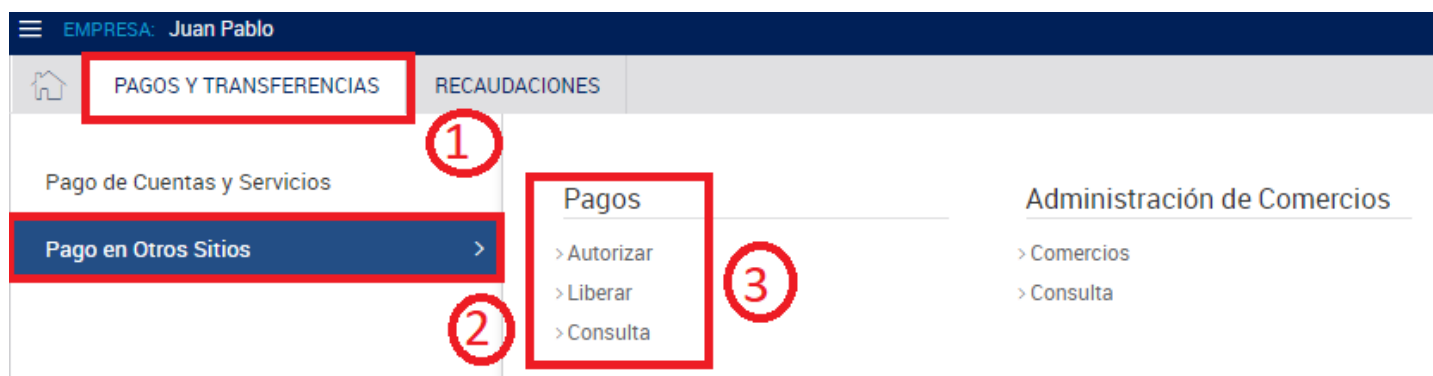 EMPRESA: Juan Pablo
PAGOS Y TRANSFERENCIAS
RECAUDACIONES
1
Pago de Cuentas y Servicios
Pago en Otros Sitios >
2
Pagos
> Autorizar
> Liberar
> Consulta
3
Administración de Comercios
> Comercios
> Consulta